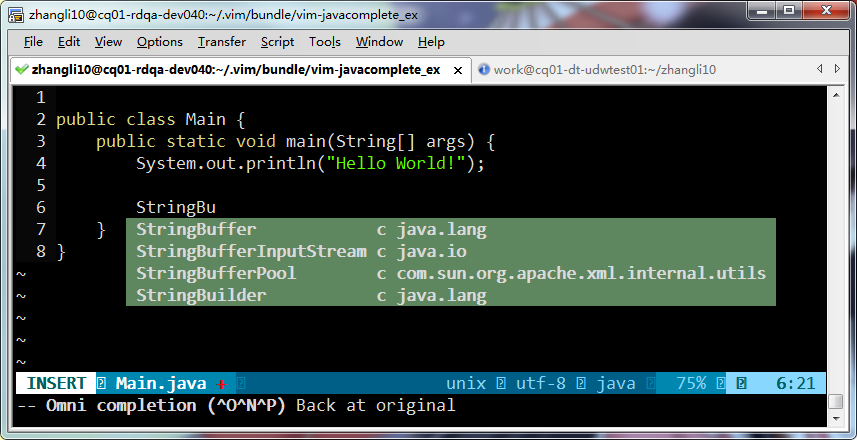 zhangli10@cq01-rdqa-dev040:~/.vim/bundle/vim-javacomplete_ex
File Edit View Options Transfer Script Tools Window Help
zhangli10@cq01-rdqa-dev040:~/.vim/bundle/vim-javacomplete_ex work@cq01-dt-udwtest01:~/zhangli10
1
2 public class Main {
3 public static void main(String[] args) {
4 System.out.println("Hello World!");
5
6 StringBu
7 } StringBuffer c java.lang
8 } StringBufferInputStream c java.io
~ StringBufferPool c com.sun.org.apache.xml.internal.utils
~ StringBuilder c java.lang
~
~
~
INSERT Main.java + unix utf-8 java 75% 6:21
-- Omni completion (^O^N^P) Back at original